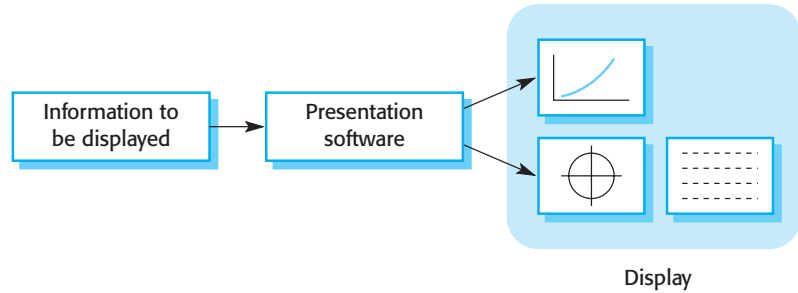 Information to
be displayed
Presentation
software
Display